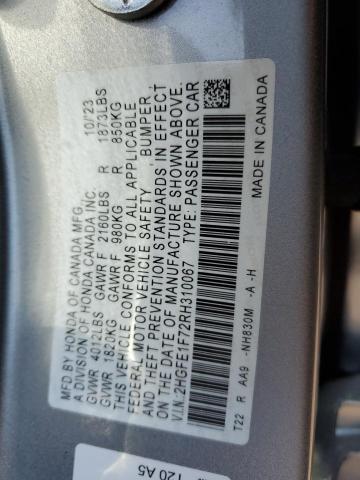 MFD BY HONDA OF CANADA MFG. 10/'23
A DIVISION OF HONDA CANADA INC.
GVWR 4012LBS GAWR F 2160LBS R 1873LBS
GVWR 1820KG GAWR F 980KG R 850KG
THIS VEHICLE CONFORMS TO ALL APPLICABLE
FEDERAL MOTOR VEHICLE SAFETY, BUMPER,
AND THEFT PREVENTION STANDARDS IN EFFECT
ON THE DATE OF MANUFACTURE SHOWN ABOVE.
V.I.N: 2HGFE1F72RH310067 TYPE: PASSENGER CAR
T22 R AA9 -NH830M -A -H MADE IN CANADA
T20 A5